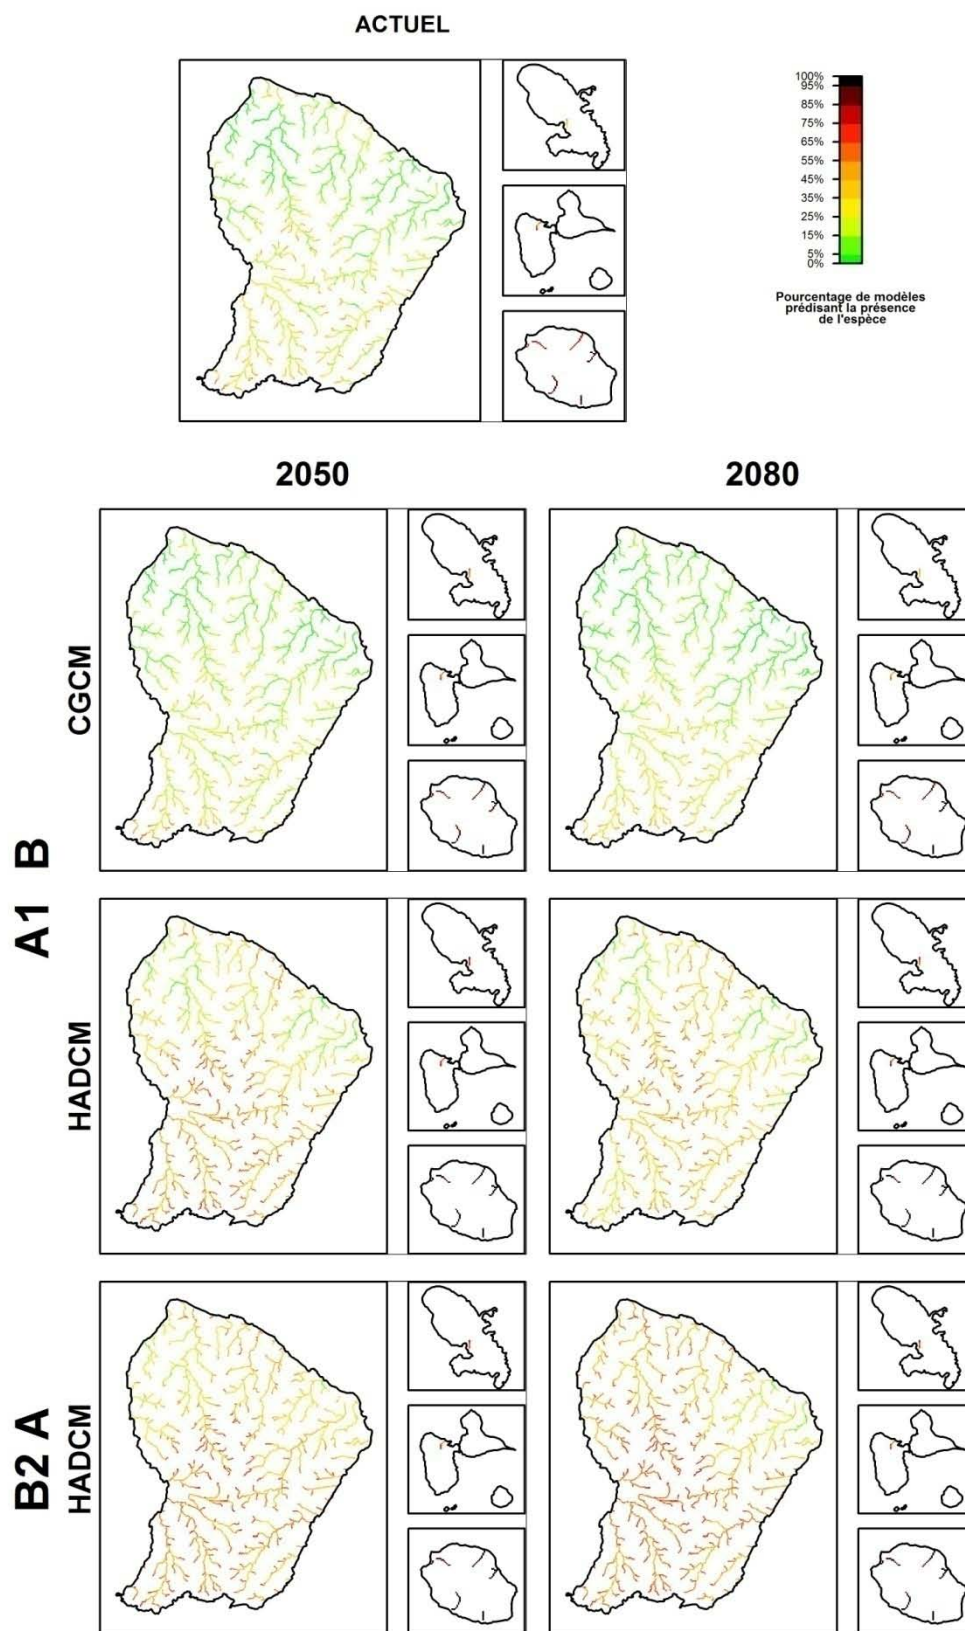 ACTUEL
100%
95%
85%
75%
65%
55%
45%
35%
25%
15%
5%
0%
Pourcentage de modèles
prédisant la présence
de l'espèce
2050
2080
CGCM
B
A1
HADCM
B2 A
HADCM